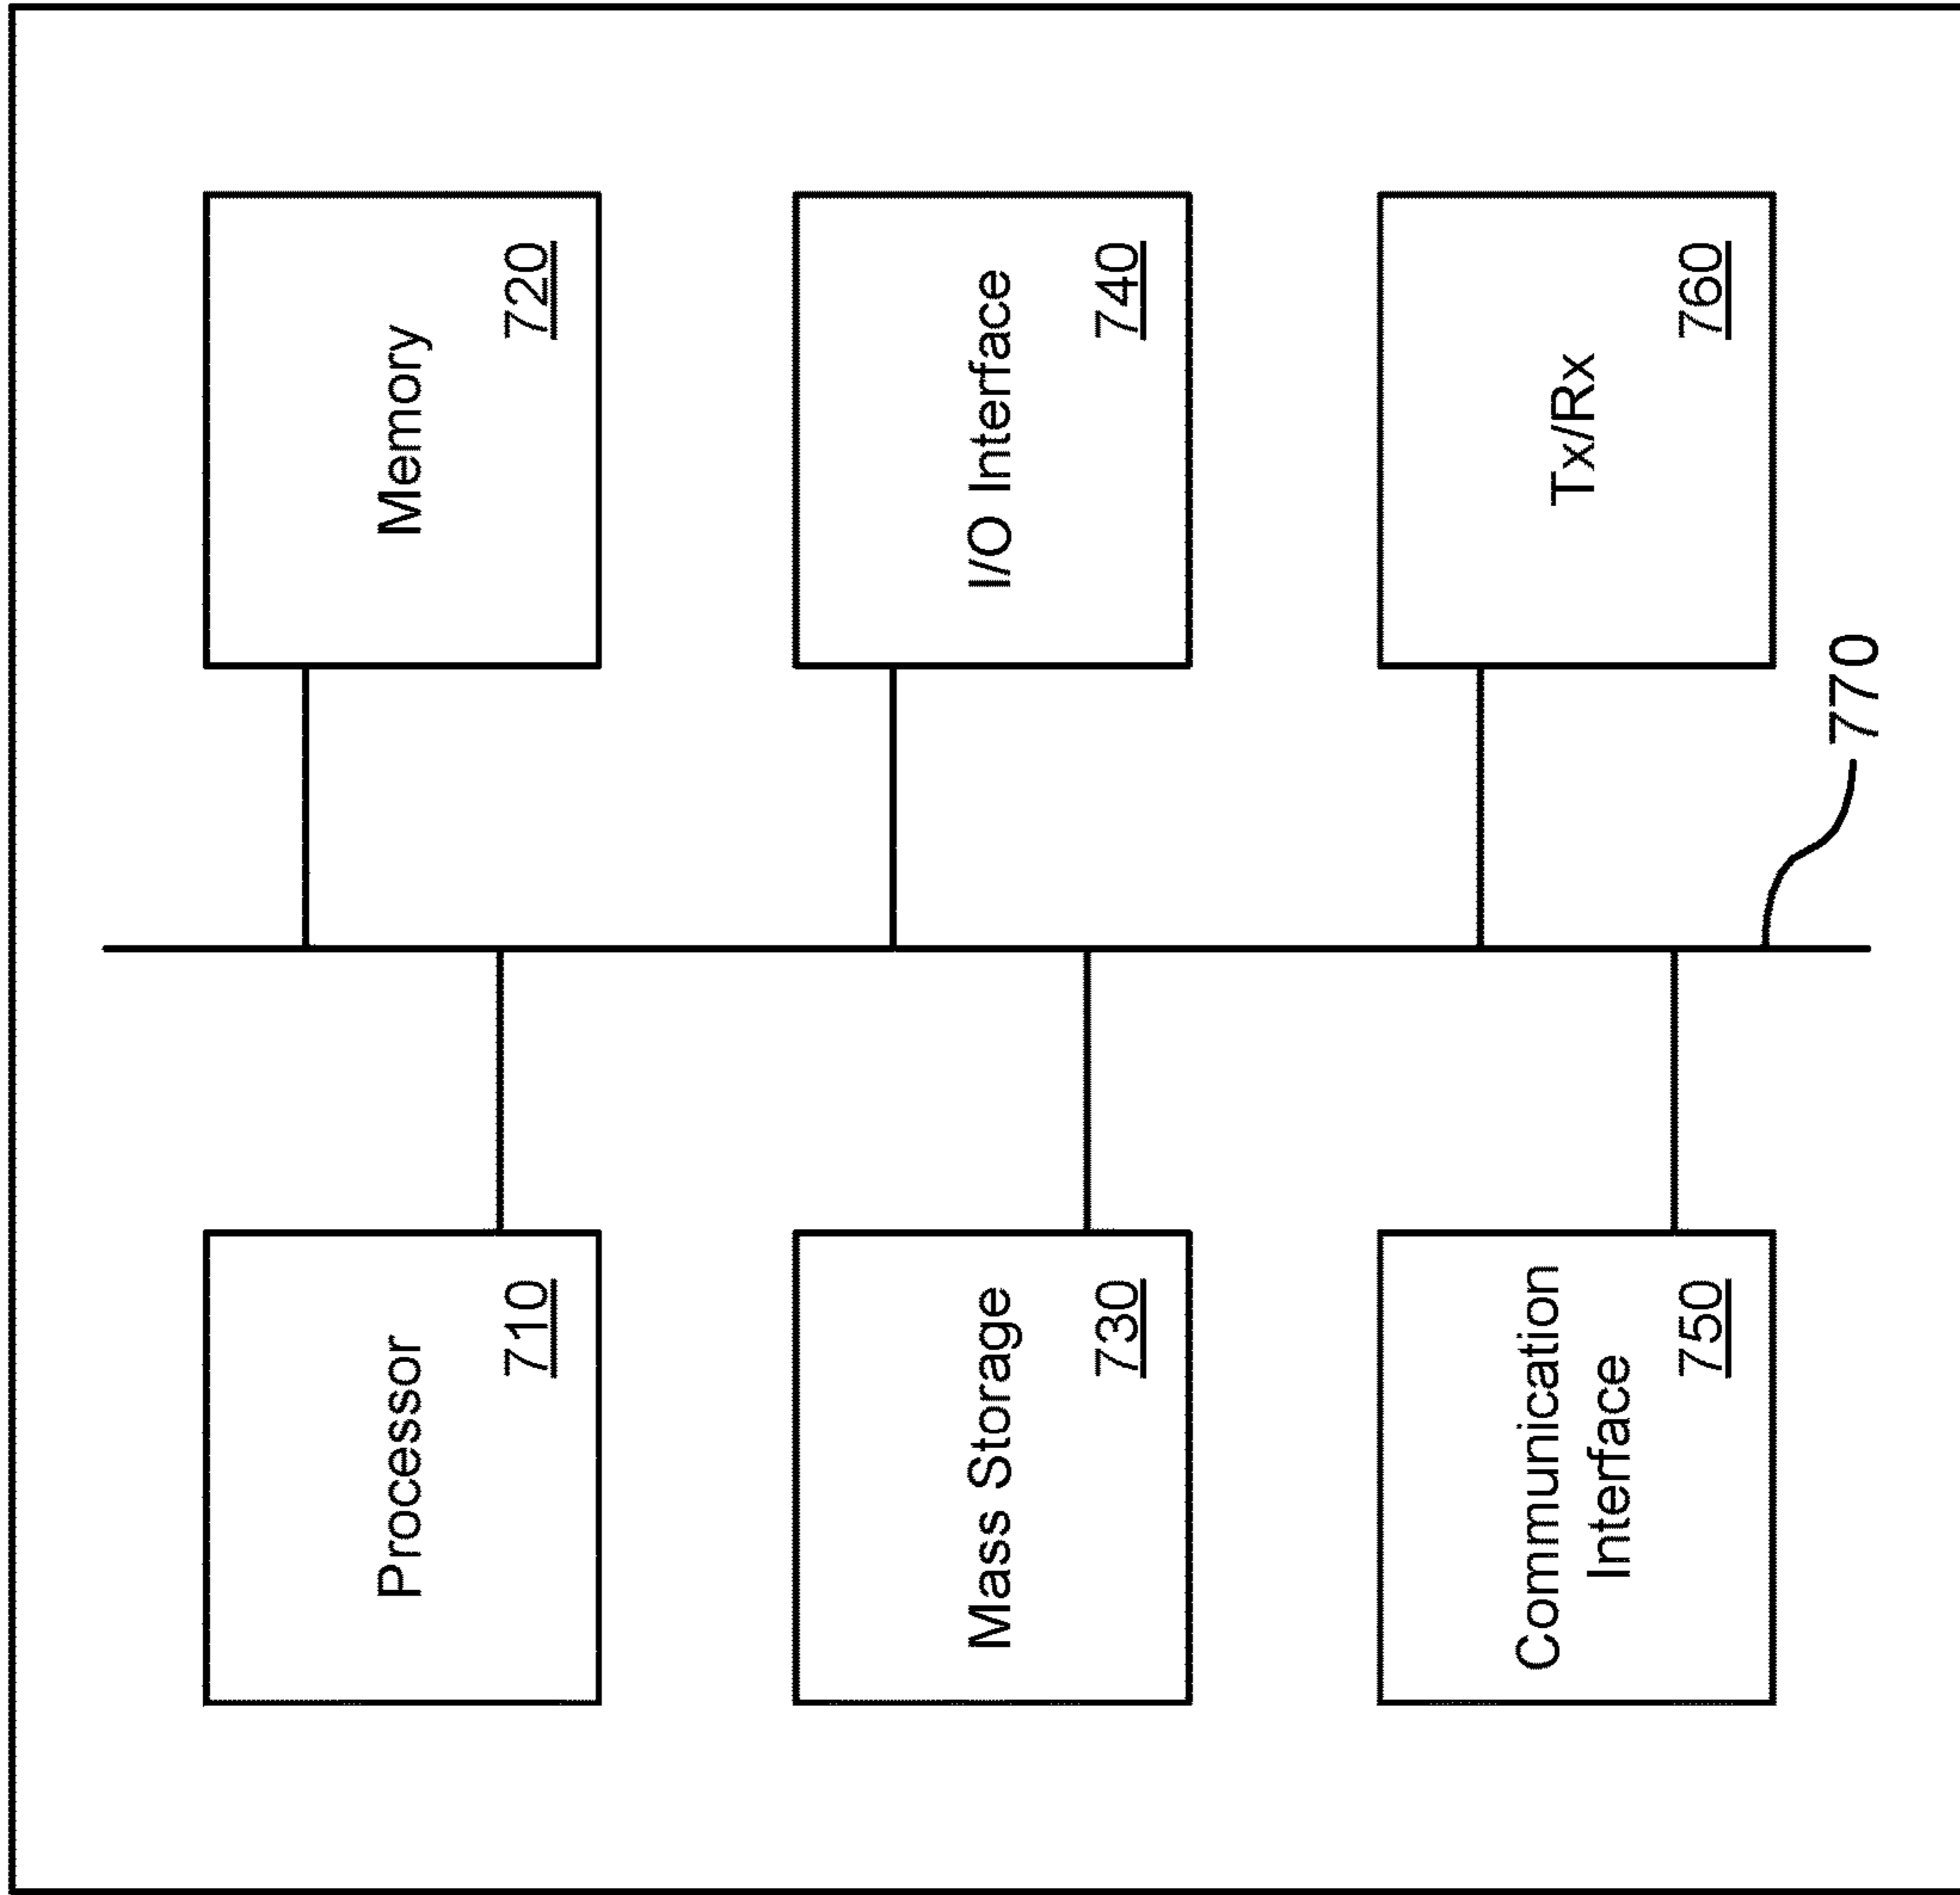 Processor
710
Mass Storage
730
Communication
Interface
750
Memory
720
I/O Interface
740
Tx/Rx
760
770